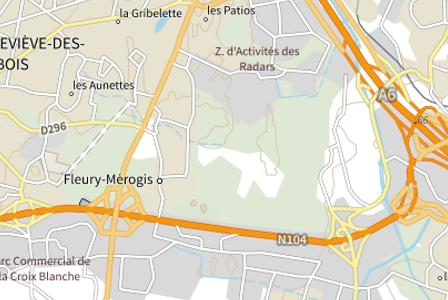 la Gribelette
les Patios
EVIÈVE-DES-
BOIS
Z. d'Activités des
Radars
les Aunettes
A6
D296
Fleury-Mérogis
N104
arc Commercial de
la Croix Blanche